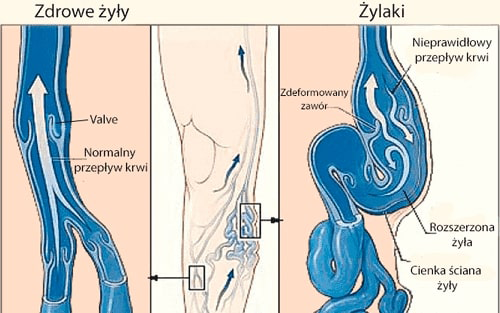 Zdrowe żyły
Żylaki
Valve
Normalny
przepływ krwi
Nieprawidłowy
przepływ krwi
Zdeformowany
zawór
Rozszerzona
żyła
Cienka ściana
żyły